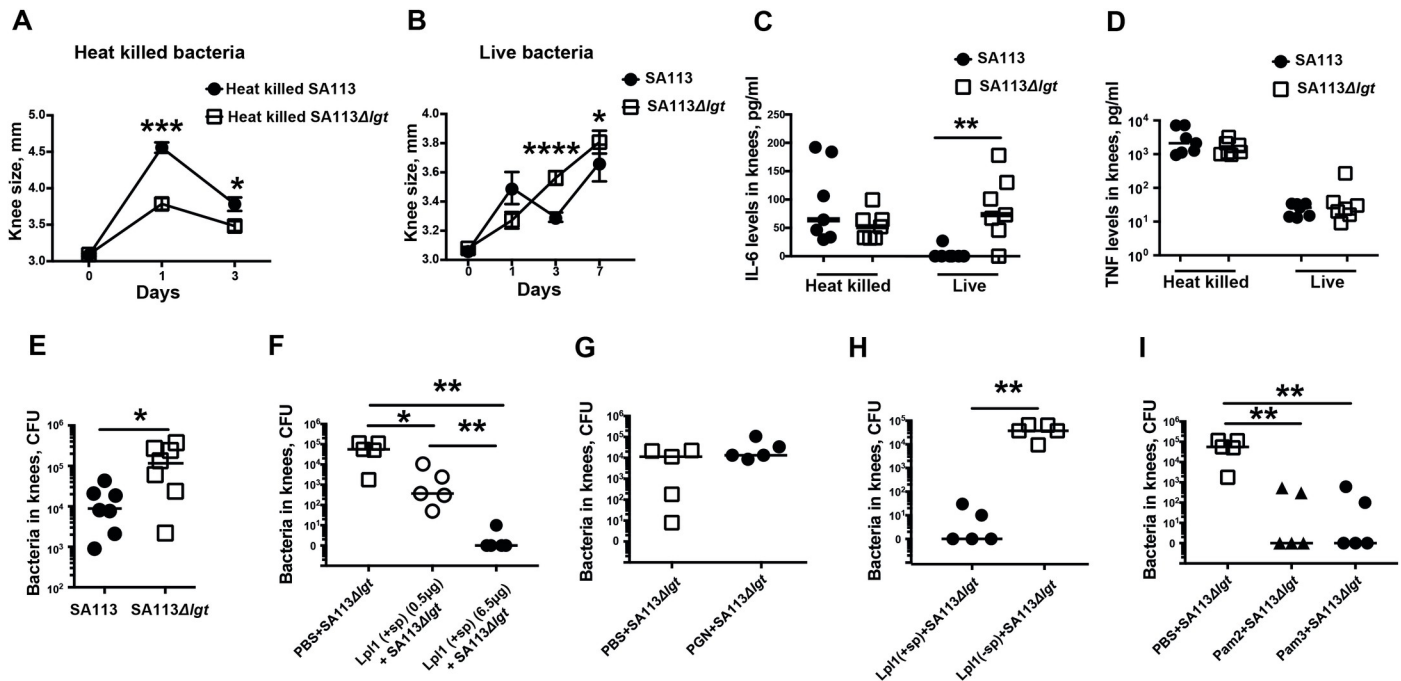 A
Heat killed bacteria
Heat killed SA113
Heat killed SA113Δlgt
***
*
Knee size, mm
5.0
4.5
4.0
3.5
3.0
0
1
3
Days
B
Live bacteria
SA113
SA113Δlgt
****
*
Knee size, mm
4.0
3.8
3.6
3.4
3.2
3.0
0
1
3
7
Days
C
SA113
SA113Δlgt
**
IL-6 levels in knees, pg/ml
250
200
150
100
50
0
Heat killed
Live
D
SA113
SA113Δlgt
TNF levels in knees, pg/ml
10⁴
10³
10²
10¹
10⁰
Heat killed
Live
E
*
Bacteria in knees, CFU
10⁶
10⁵
10⁴
10³
10²
SA113
SA113Δlgt
F
**
*
**
Bacteria in knees, CFU
10⁶
10⁵
10⁴
10³
10²
10¹
0
PBS+SA113Δlgt
Lpl1 (+sp) (0.5μg)
+ SA113Δlgt
Lpl1 (+sp) (6.5μg)
+ SA113Δlgt
G
Bacteria in knees, CFU
10⁶
10⁵
10⁴
10³
10²
10¹
0
PBS+SA113Δlgt
PGN+SA113Δlgt
H
**
Bacteria in knees, CFU
10⁵
10⁴
10³
10²
10¹
0
Lpl1(+sp)+SA113Δlgt
Lpl1(-sp)+SA113Δlgt
I
**
**
Bacteria in knees, CFU
10⁶
10⁵
10⁴
10³
10²
10¹
0
PBS+SA113Δlgt
Pam2+SA113Δlgt
Pam3+SA113Δlgt